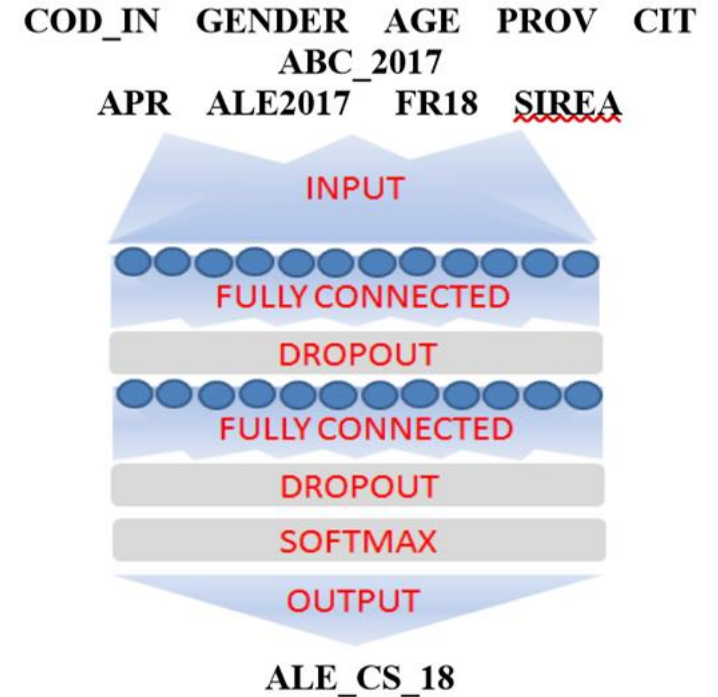 COD_IN GENDER AGE PROV CIT
ABC_2017
APR ALE2017 FR18 SIREA
INPUT
FULLY CONNECTED
DROPOUT
FULLY CONNECTED
DROPOUT
SOFTMAX
OUTPUT
ALE_CS_18